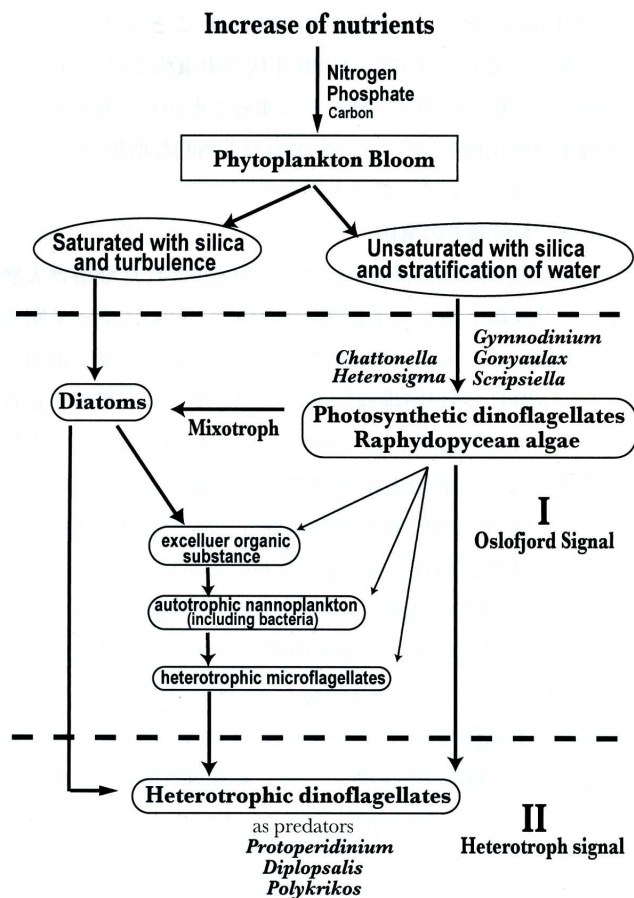 Increase of nutrients
Nitrogen
Phosphate
Carbon
Phytoplankton Bloom
Saturated with silica
and turbulence
Unsaturated with silica
and stratification of water
Chattonella
Heterosigma
Gymnodinium
Gonyaulax
Scripsiella
Diatoms
Mixotroph
Photosynthetic dinoflagellates
Raphydopycean algae
I
Oslofjord Signal
excelluer organic
substance
autotrophic nannoplankton
(including bacteria)
heterotrophic microflagellates
Heterotrophic dinoflagellates
as predators
Protoperidinium
Diplopsalis
Polykrikos
II
Heterotroph signal